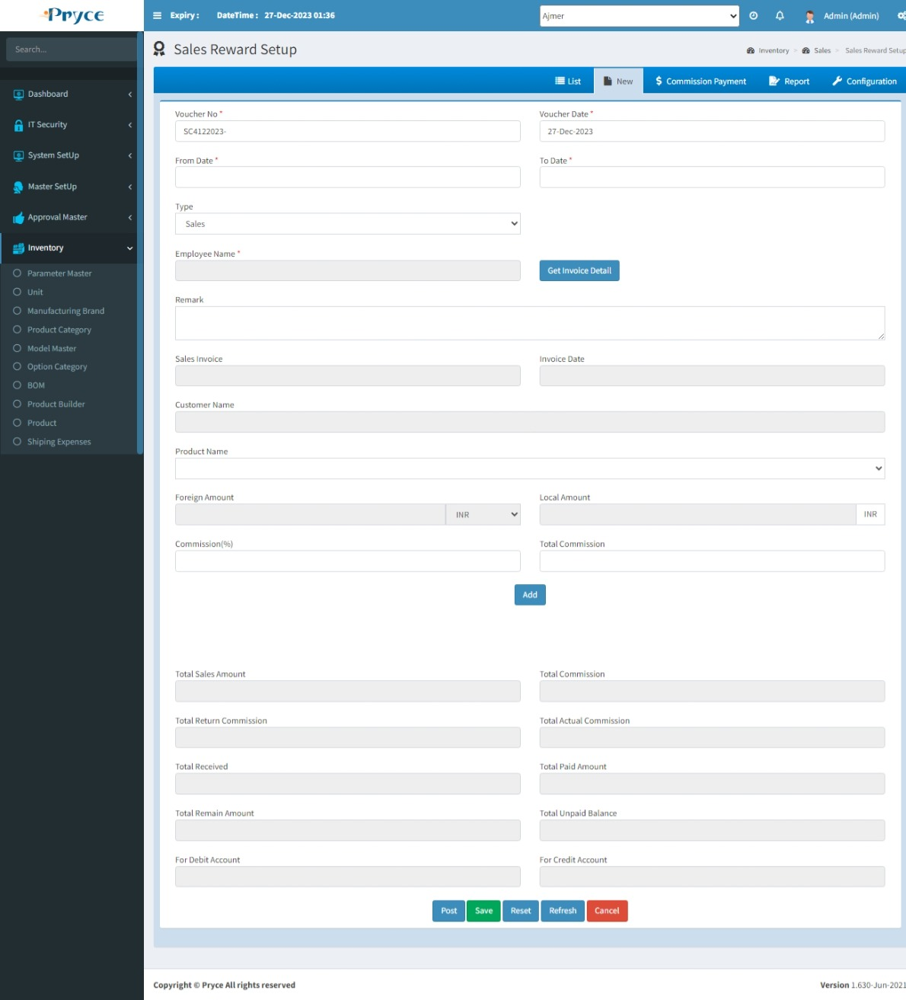 Pryce
Expiry :
DateTime : 27-Dec-2023 01:36
Ajmer
Admin (Admin)
Search...
Sales Reward Setup
Inventory > Sales > Sales Reward Setup
List
New
Commission Payment
Report
Configuration
Dashboard
IT Security
System SetUp
Master SetUp
Approval Master
Inventory
Parameter Master
Unit
Manufacturing Brand
Product Category
Model Master
Option Category
BOM
Product Builder
Product
Shiping Expenses
Voucher No *
Voucher Date *
SC4122023-
27-Dec-2023
From Date *
To Date *
Type
Sales
Employee Name *
Get Invoice Detail
Remark
Sales Invoice
Invoice Date
Customer Name
Product Name
Foreign Amount
Local Amount
INR
INR
Commission(%)
Total Commission
Add
Total Sales Amount
Total Commission
Total Return Commission
Total Actual Commission
Total Received
Total Paid Amount
Total Remain Amount
Total Unpaid Balance
For Debit Account
For Credit Account
Post
Save
Reset
Refresh
Cancel
Copyright © Pryce All rights reserved
Version 1.630-Jun-2021